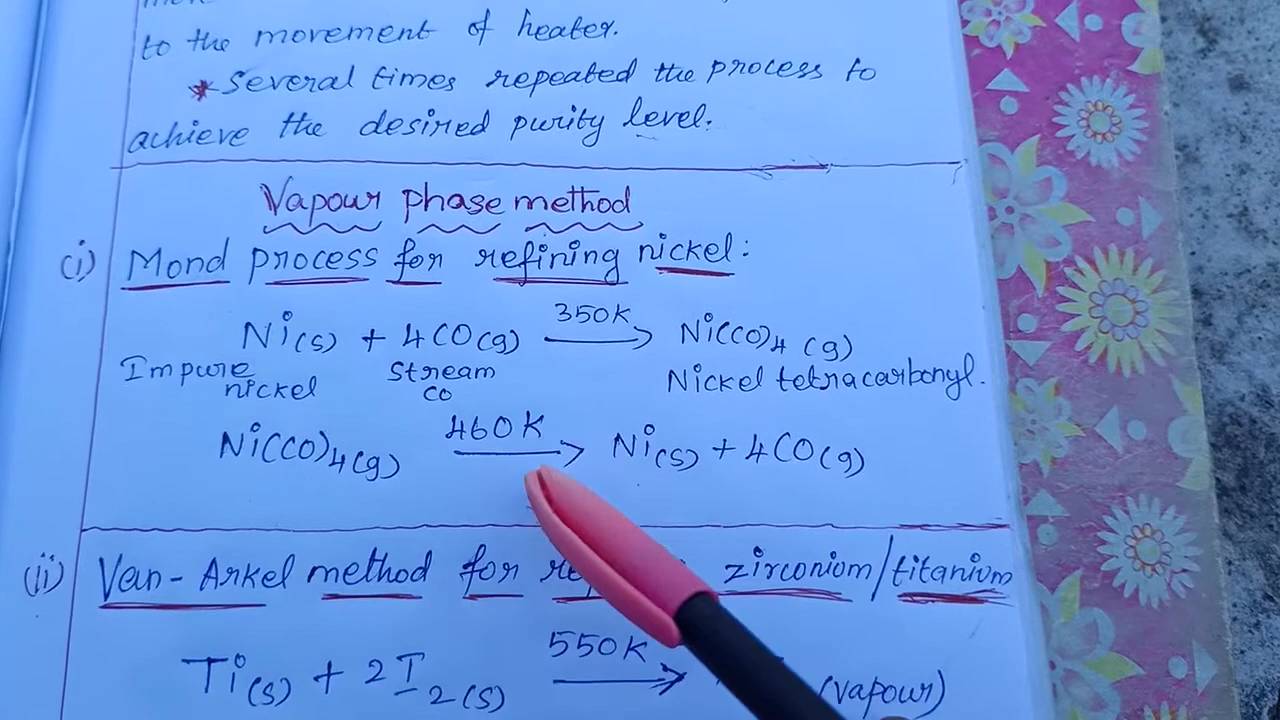 to the movement of heater.
* Several times repeated the process to
achieve the desired purity level.
Vapour phase method
(i) Mond process for refining nickel:
Ni(s) + 4CO(g) 350K → Ni(CO)4 (g)
Impure nickel Stream CO Nickel tetracarbonyl.
Ni(CO)4(g) 460K → Ni(s) + 4CO(g)
(ii) Van-Arkel method for zirconium/titanium
Ti(s) + 2I2(s) 550K → (vapour)